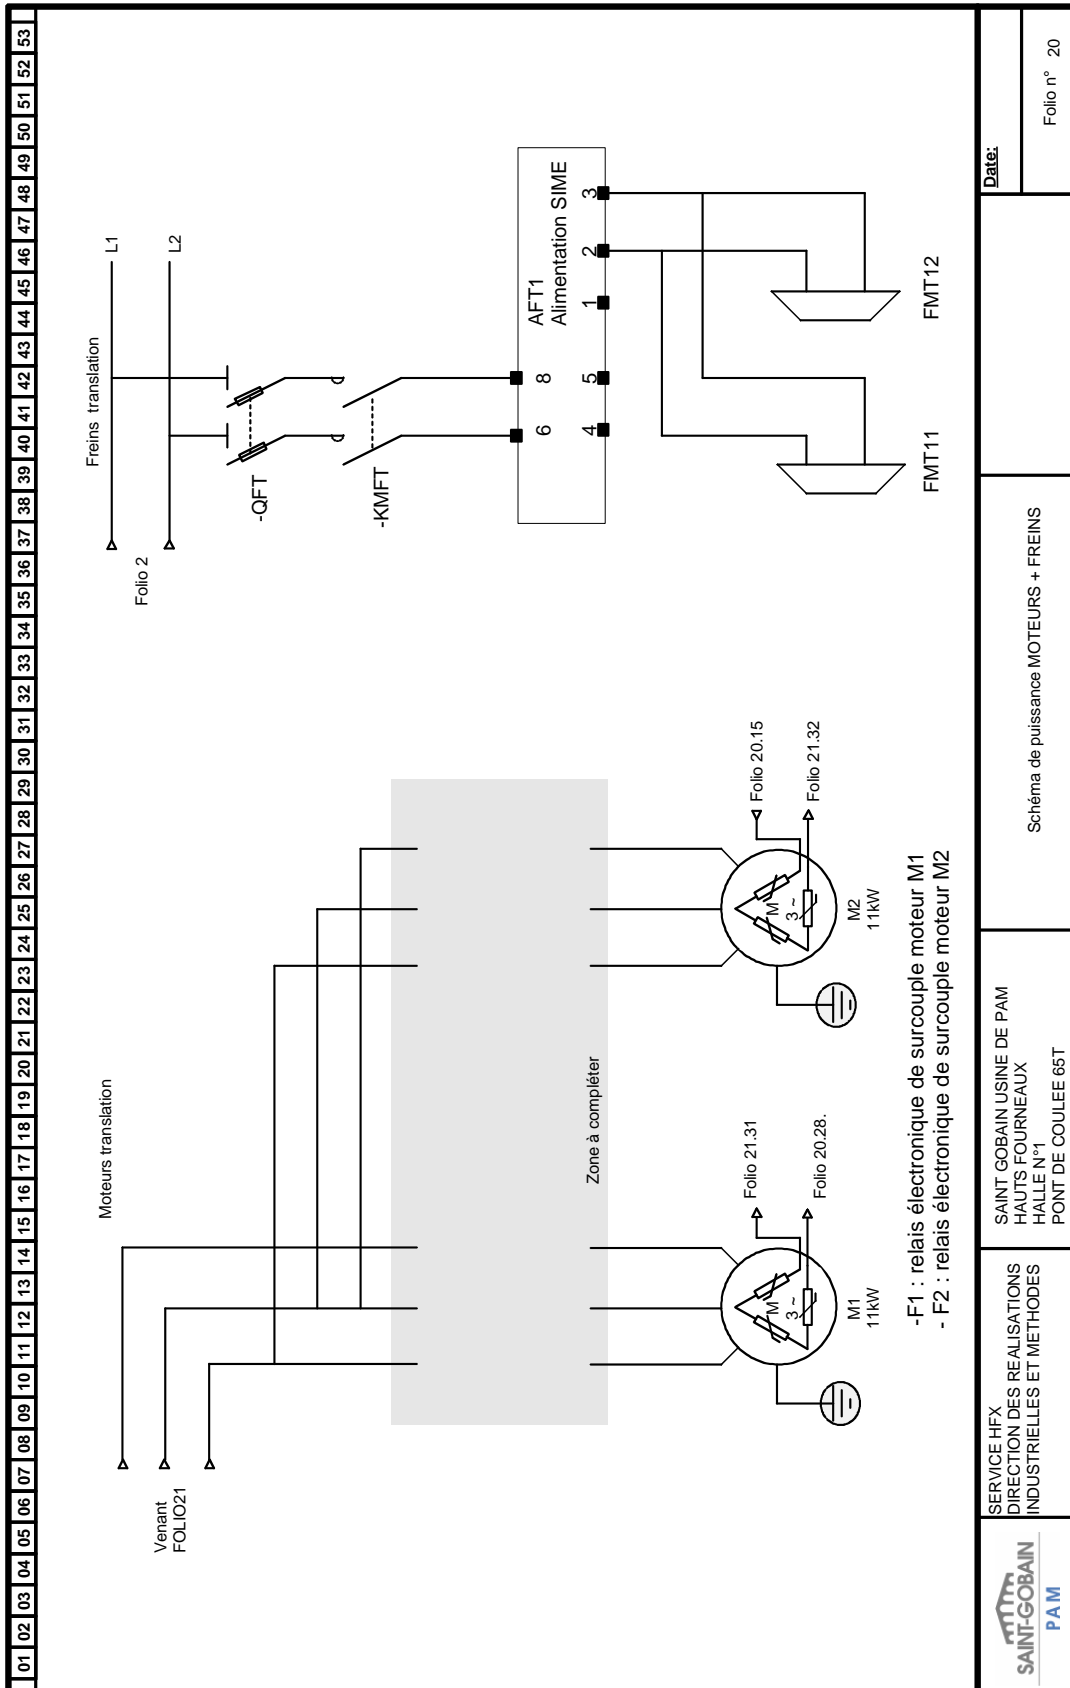 01 02 03 04 05 06 07 08 09 10 11 12 13 14 15 16 17 18 19 20 21 22 23 24 25 26 27 28 29 30 31 32 33 34 35 36 37 38 39 40 41 42 43 44 45 46 47 48 49 50 51 52 53
Moteurs translation
Venant
FOLIO21
Zone à compléter
Folio 21.31
Folio 20.28.
M
3 ~
M1
11kW
Folio 20.15
Folio 21.32
M
3 ~
M2
11kW
-F1 : relais électronique de surcouple moteur M1
- F2 : relais électronique de surcouple moteur M2
Freins translation
L1
L2
Folio 2
-QFT
-KMFT
6 8
AFT1
Alimentation SIME
4 5 1 2 3
FMT11
FMT12
SAINT-GOBAIN
PAM
SERVICE HFX
DIRECTION DES REALISATIONS
INDUSTRIELLES ET METHODES
SAINT GOBAIN USINE DE PAM
HAUTS FOURNEAUX
HALLE N°1
PONT DE COULEE 65T
Schéma de puissance MOTEURS + FREINS
Date:
Folio n° 20